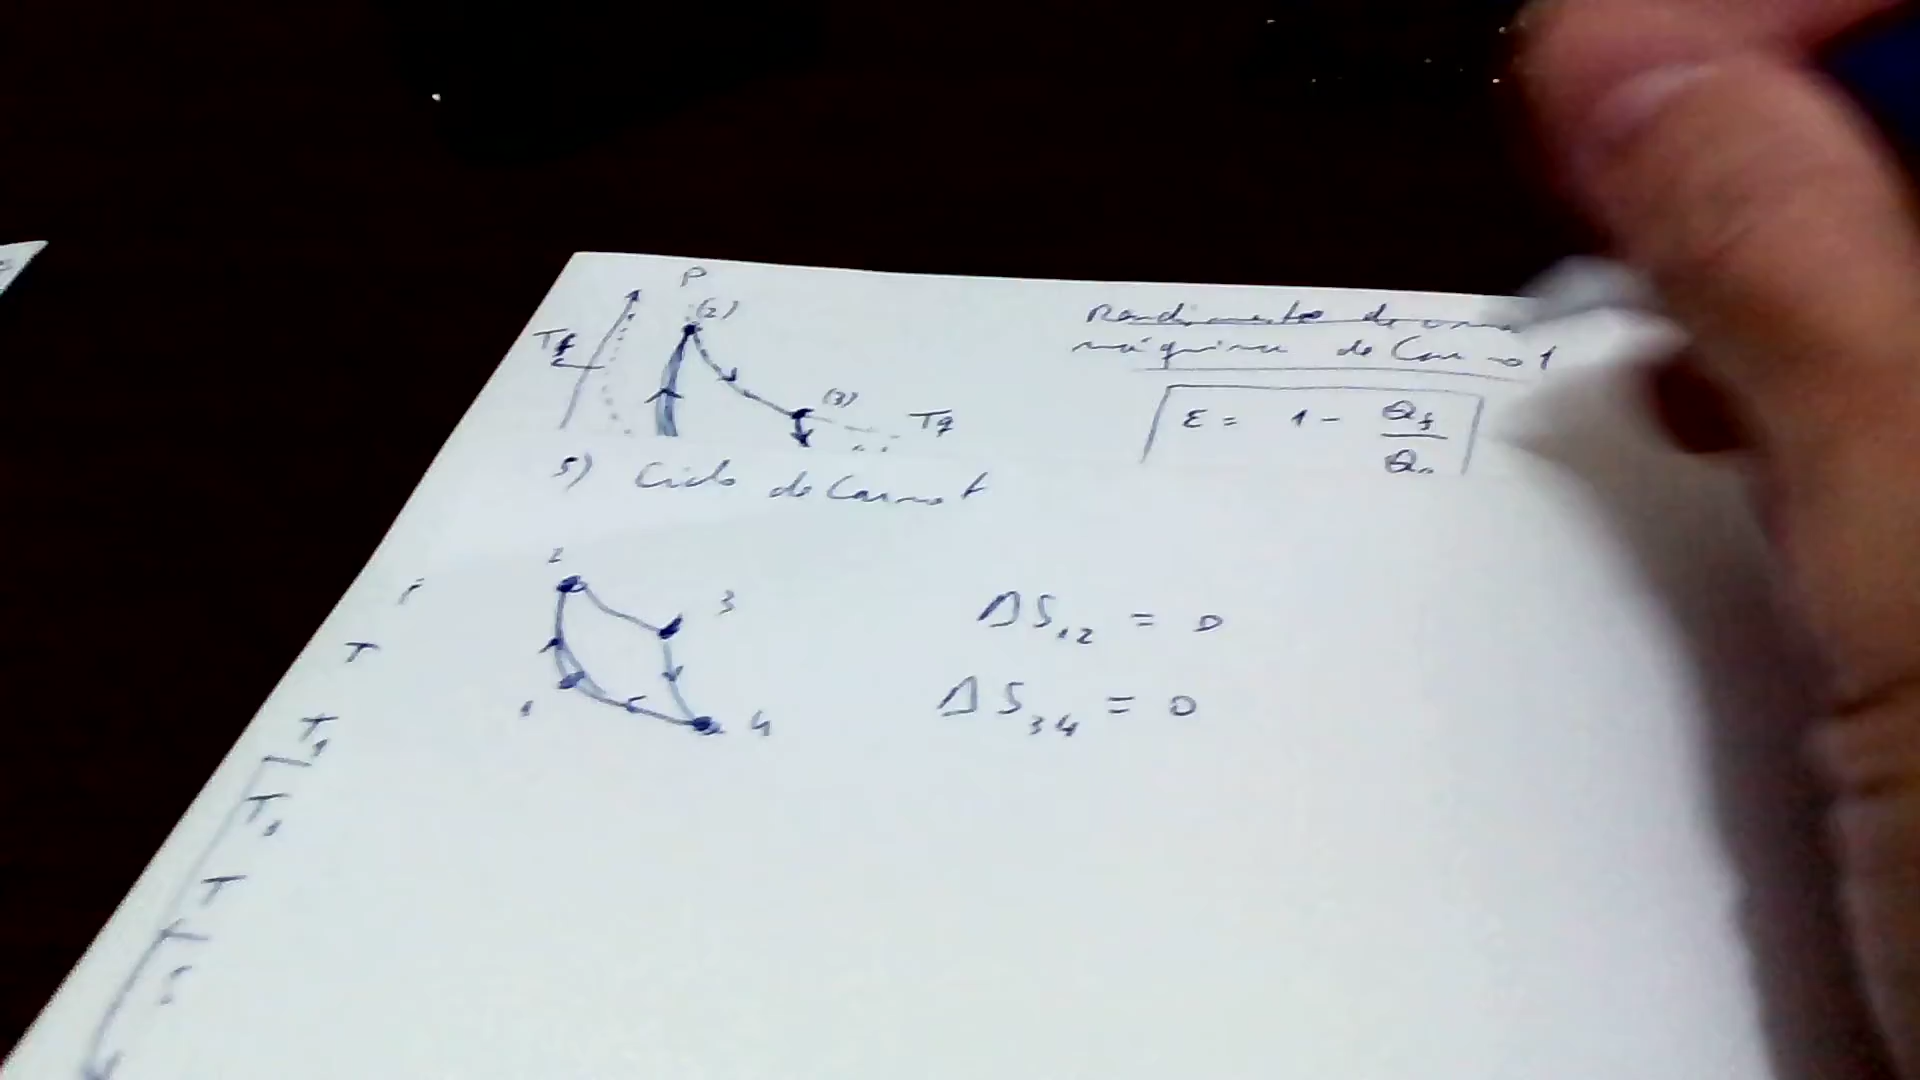 P
(2)
Rendimento de uma
máquina de Carnot
Tf
(3)
Tq
ε = 1 - Qf
Q
5) Ciclo de Carnot
2
3
ΔS12 = 0
T
1
4
ΔS34 = 0
T
T
T